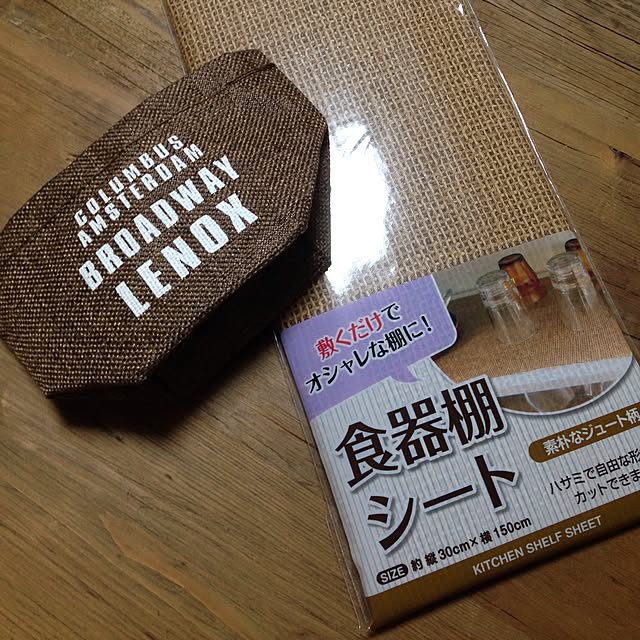 COLUMBUS
AMSTERDAM
BROADWAY
LENOX
敷くだけで
オシャレな棚に!
食器棚
シート
素朴なジュート柄
ハサミで自由な形
カットできま
SIZE 約 縦30cm×横150cm
KITCHEN SHELF SHEET